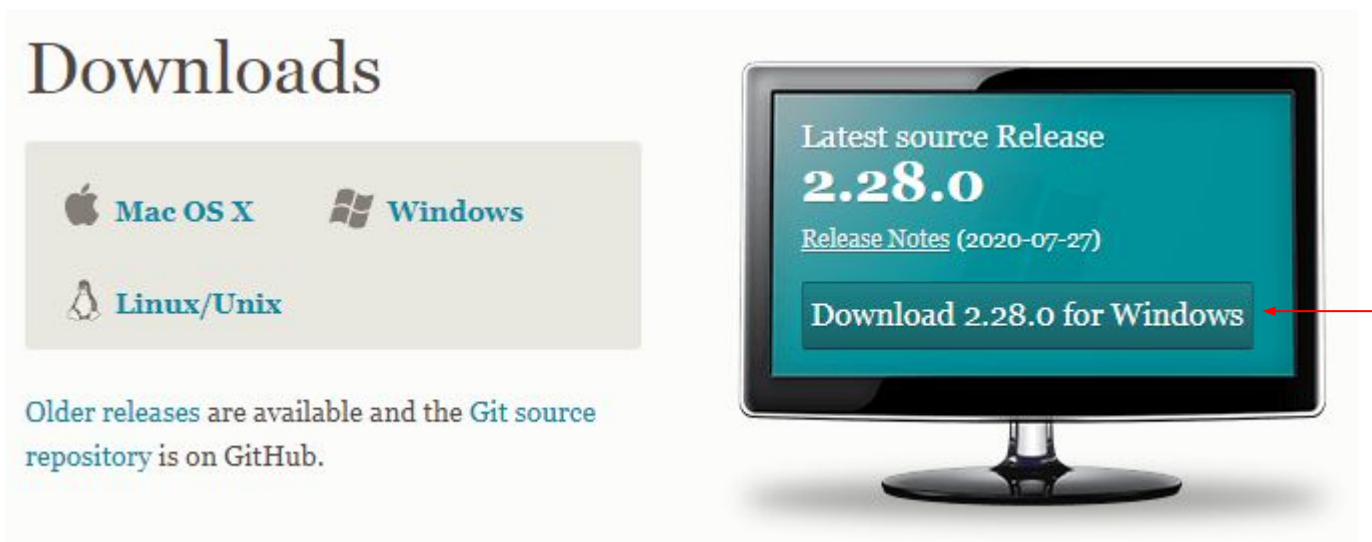 Downloads
Mac OS X
Windows
Linux/Unix
Older releases are available and the Git source
repository is on GitHub.
Latest source Release
2.28.0
Release Notes (2020-07-27)
Download 2.28.0 for Windows